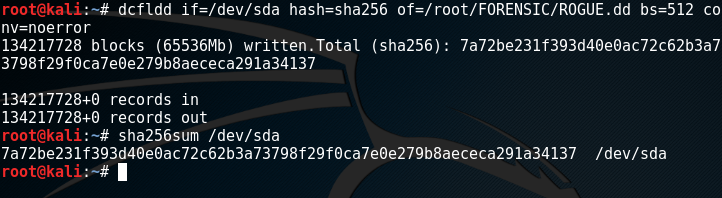 root@kali:~# dcfldd if=/dev/sda hash=sha256 of=/root/FORENSIC/ROGUE.dd bs=512 co
nv=noerror
134217728 blocks (65536Mb) written.Total (sha256): 7a72be231f393d40e0ac72c62b3a7
3798f29f0ca7e0e279b8aececa291a34137

134217728+0 records in
134217728+0 records out
root@kali:~# sha256sum /dev/sda
7a72be231f393d40e0ac72c62b3a73798f29f0ca7e0e279b8aececa291a34137  /dev/sda
root@kali:~#